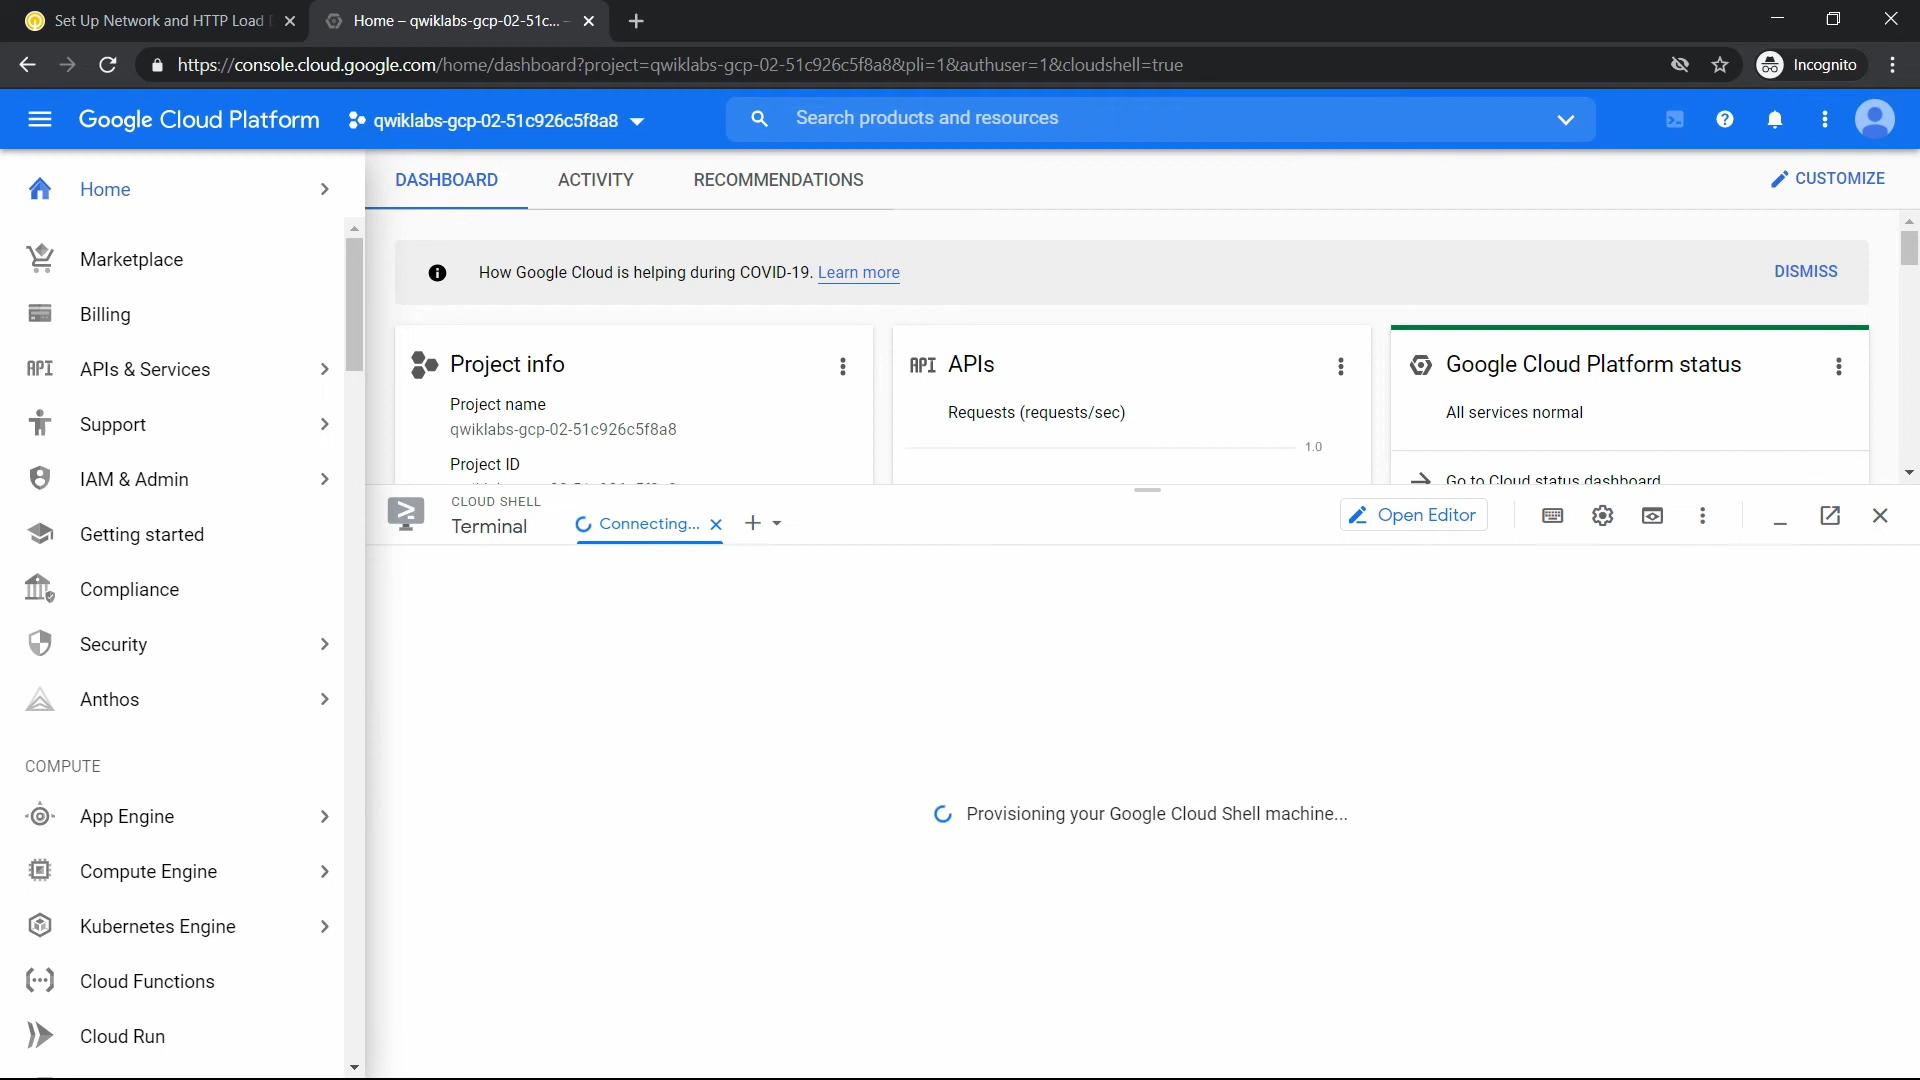 Set Up Network and HTTP Load
Home – qwiklabs-gcp-02-51c...
https://console.cloud.google.com/home/dashboard?project=qwiklabs-gcp-02-51c926c5f8a8&pli=1&authuser=1&cloudshell=true
Incognito
Google Cloud Platform
qwiklabs-gcp-02-51c926c5f8a8
Search products and resources
Home
Marketplace
Billing
API
APIs & Services
Support
IAM & Admin
Getting started
Compliance
Security
Anthos
COMPUTE
App Engine
Compute Engine
Kubernetes Engine
Cloud Functions
Cloud Run
DASHBOARD
ACTIVITY
RECOMMENDATIONS
CUSTOMIZE
How Google Cloud is helping during COVID-19. Learn more
DISMISS
Project info
Project name
qwiklabs-gcp-02-51c926c5f8a8
Project ID
API
APIs
Requests (requests/sec)
1.0
Google Cloud Platform status
All services normal
Go to Cloud status dashboard
CLOUD SHELL
Terminal
Connecting...
Open Editor
Provisioning your Google Cloud Shell machine...